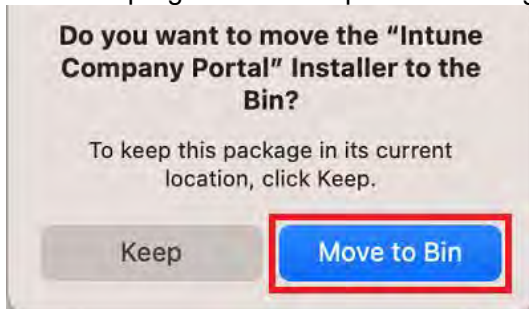 Do you want to move the “Intune
Company Portal” Installer to the
Bin?
To keep this package in its current
location, click Keep.
Keep
Move to Bin